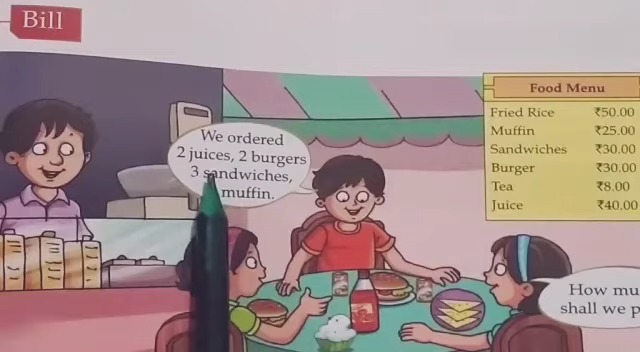 Bill
We ordered
2 juices, 2 burgers
3 sandwiches,
muffin.
Food Menu
Fried Rice ₹50.00
Muffin ₹25.00
Sandwiches ₹30.00
Burger ₹30.00
Tea ₹8.00
Juice ₹40.00
How mu
shall we p